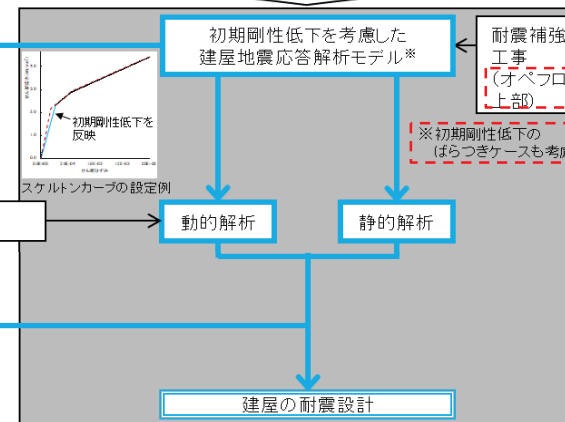 初期剛性低下を考慮した
建屋地震応答解析モデル※
耐震補強
工事
(オペフロ
上部)
※初期剛性低下の
ばらつきケースも考慮
初期剛性低下を
反映
スケルトンカーブの設定例
動的解析
静的解析
建屋の耐震設計